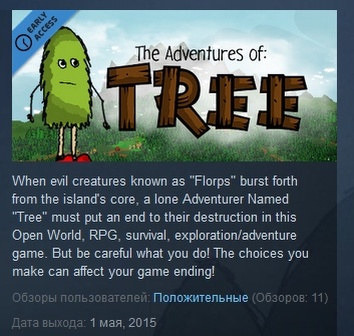 EARLY
ACCESS
The Adventures of:
TREE
When evil creatures known as "Florps" burst forth
from the island's core, a lone Adventurer Named
"Tree" must put an end to their destruction in this
Open World, RPG, survival, exploration/adventure
game. But be careful what you do! The choices you
make can affect your game ending!
Обзоры пользователей: Положительные (Обзоров: 11)
Дата выхода: 1 мая, 2015